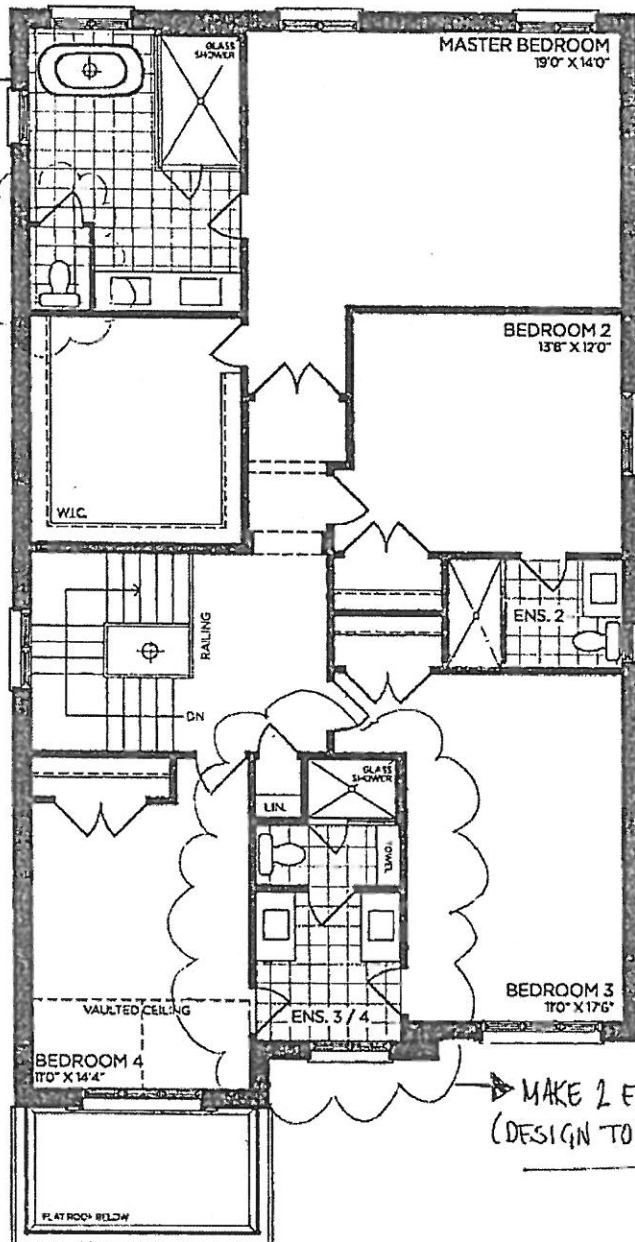 GLASS
SHOWER
MASTER BEDROOM
19'0" X 14'0"
BEDROOM 2
13'8" X 12'0"
W.I.C.
ENS. 2
RAILING
DN
GLASS
SHOWER
LIN.
TOWEL
BEDROOM 3
11'0" X 17'6"
VAULTED CEILING
ENS. 3 / 4
BEDROOM 4
11'0" X 14'4"
MAKE 2 E
(DESIGN TO
FLAT ROOF BELOW